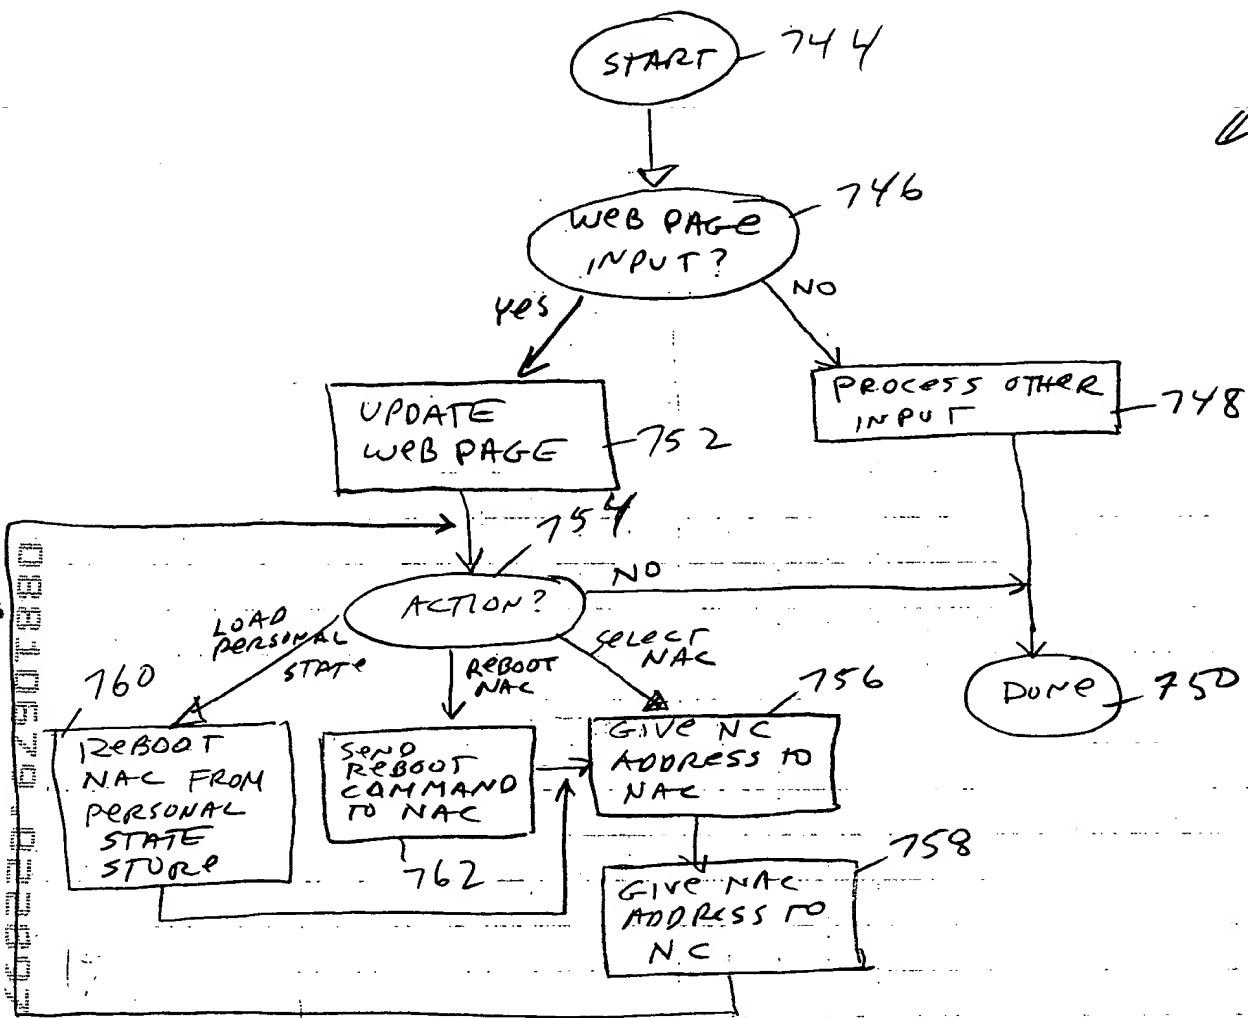 START
744
WEB PAGE
INPUT?
746
YES
NO
UPDATE
WEB PAGE
752
PROCESS OTHER
INPUT
748
754
ACTION?
NO
LOAD
PERSONAL
STATE
REBOOT
NAC
SELECT
NAC
760
REBOOT
NAC FROM
PERSONAL
STATE
STORE
SEND
REBOOT
COMMAND
TO NAC
762
756
GIVE NC
ADDRESS TO
NAC
DONE
750
758
GIVE NAC
ADDRESS TO
NC